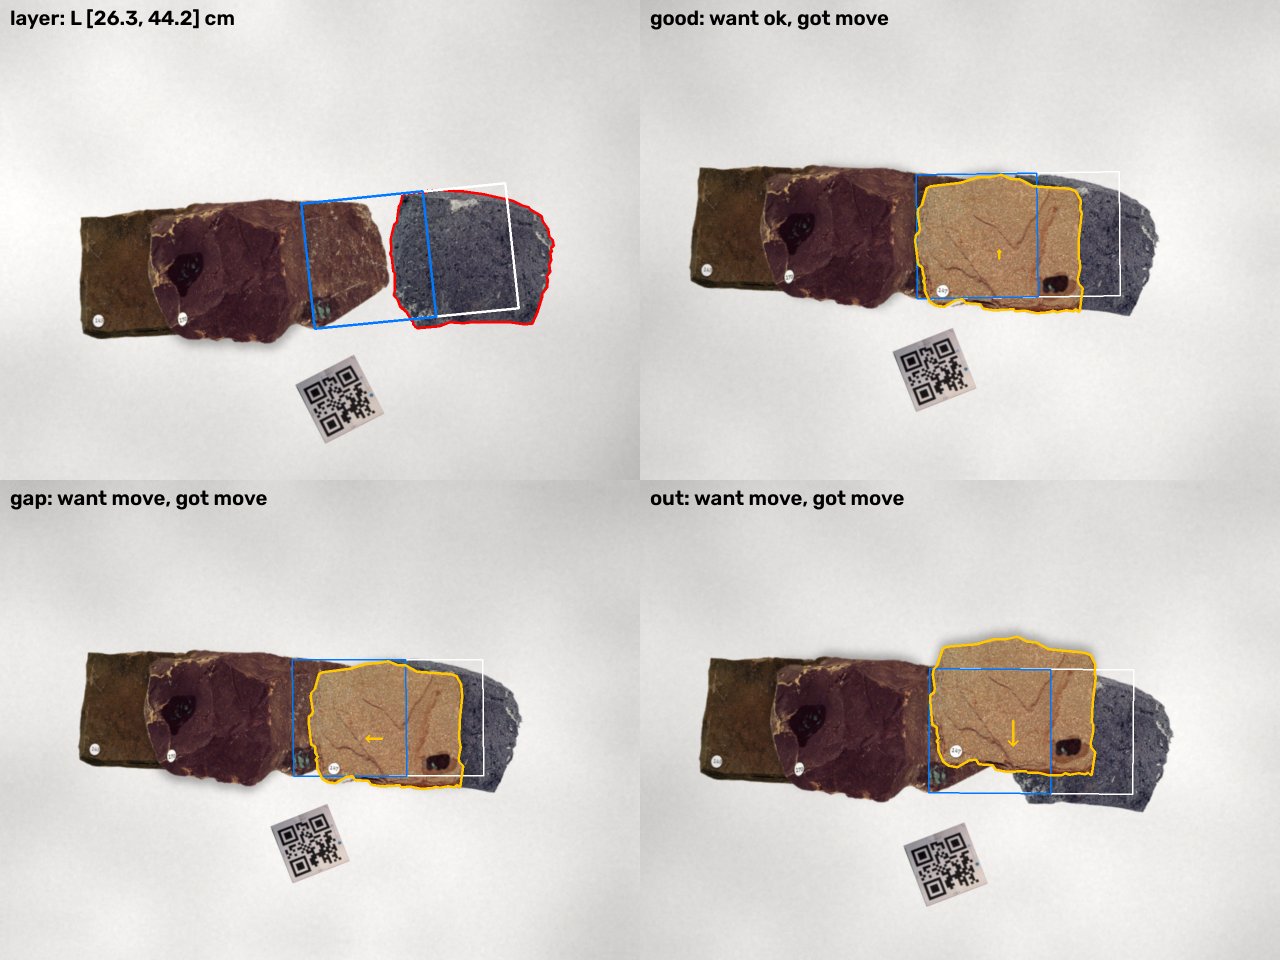 layer: L [26.3, 44.2] cm
good: want ok, got move
gap: want move, got move
out: want move, got move